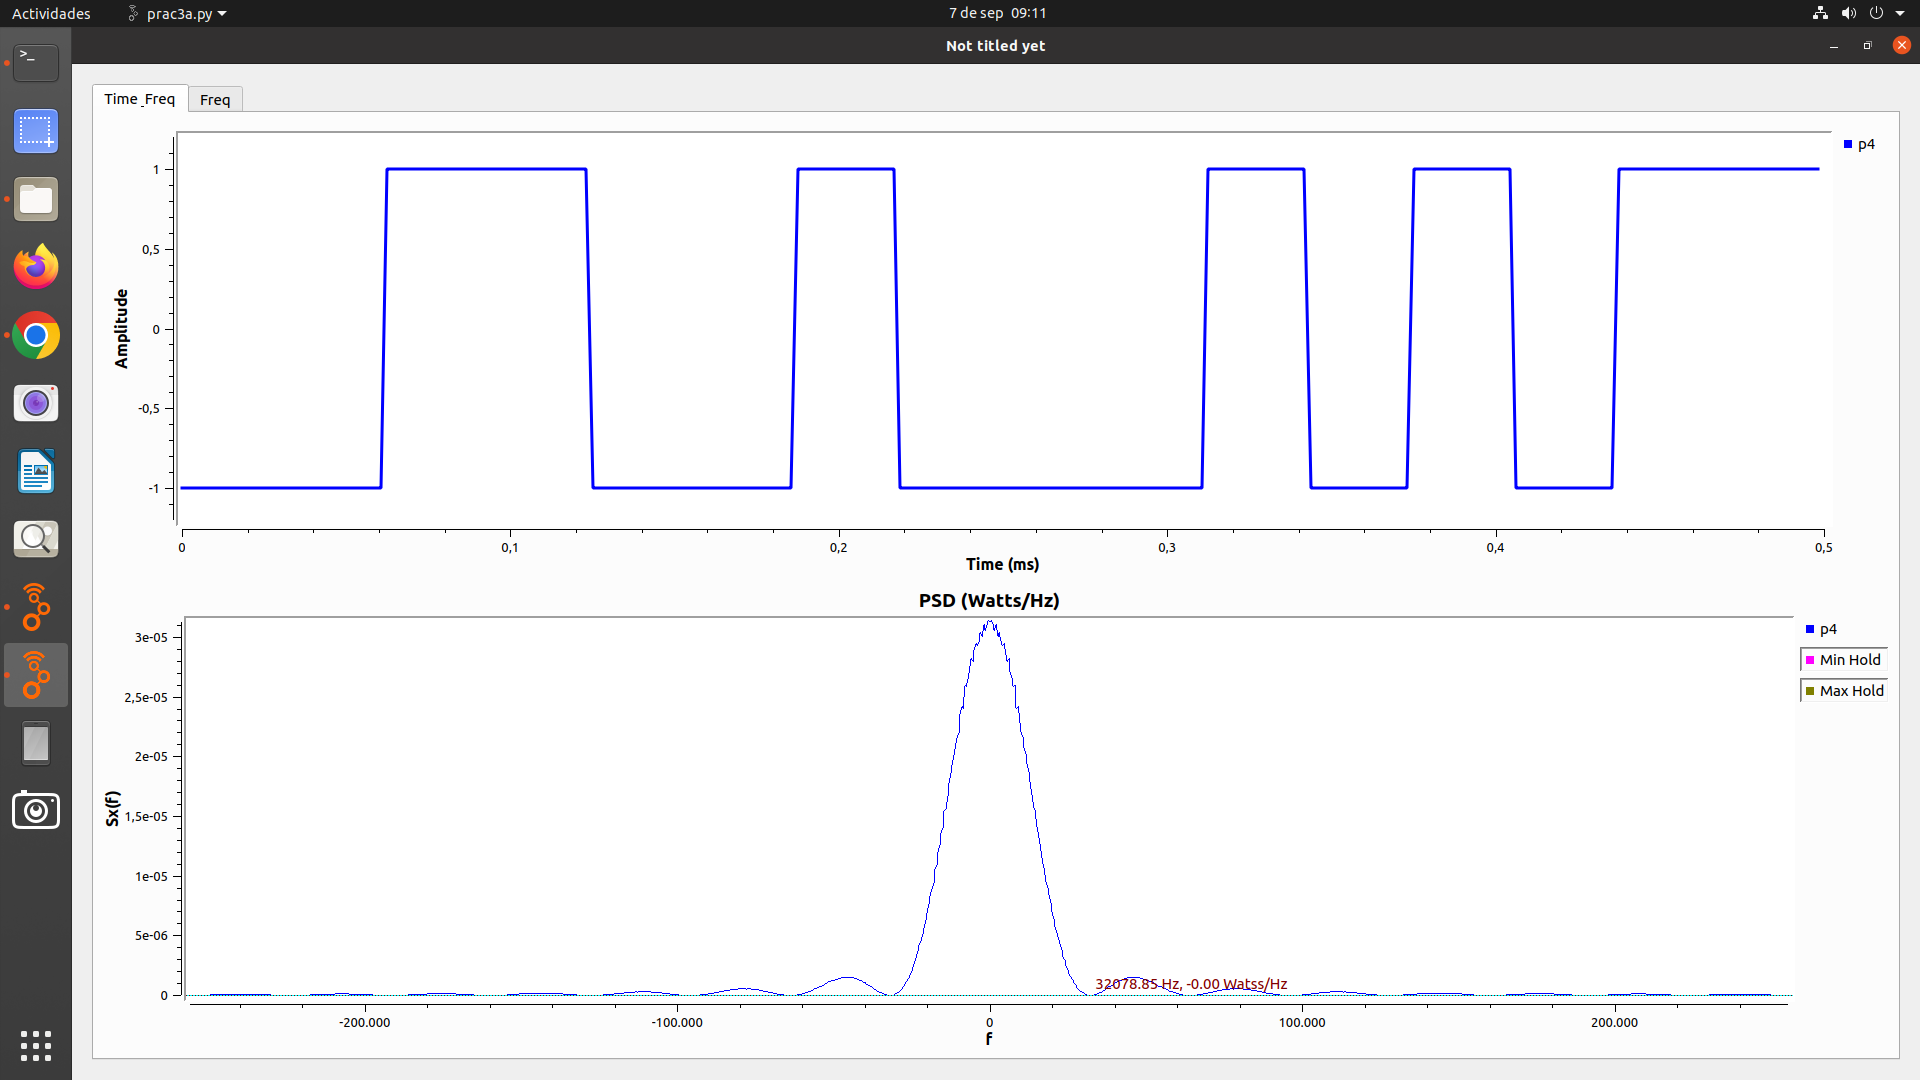 Actividades
prac3a.py
7 de sep 09:11
Not titled yet
Time_Freq
Freq
p4
1
0,5
0
-0,5
-1
Amplitude
0
0,1
0,2
0,3
0,4
0,5
Time (ms)
PSD (Watts/Hz)
p4
Min Hold
Max Hold
3e-05
2,5e-05
2e-05
1,5e-05
1e-05
5e-06
0
Sx(f)
32078.85 Hz, -0.00 Watss/Hz
-200.000
-100.000
0
100.000
200.000
f